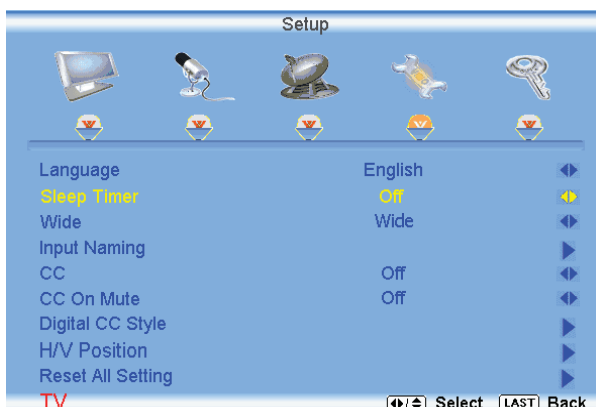 Setup
Language English
Sleep Timer Off
Wide Wide
Input Naming
CC Off
CC On Mute Off
Digital CC Style
H/V Position
Reset All Setting
TV Select LAST Back